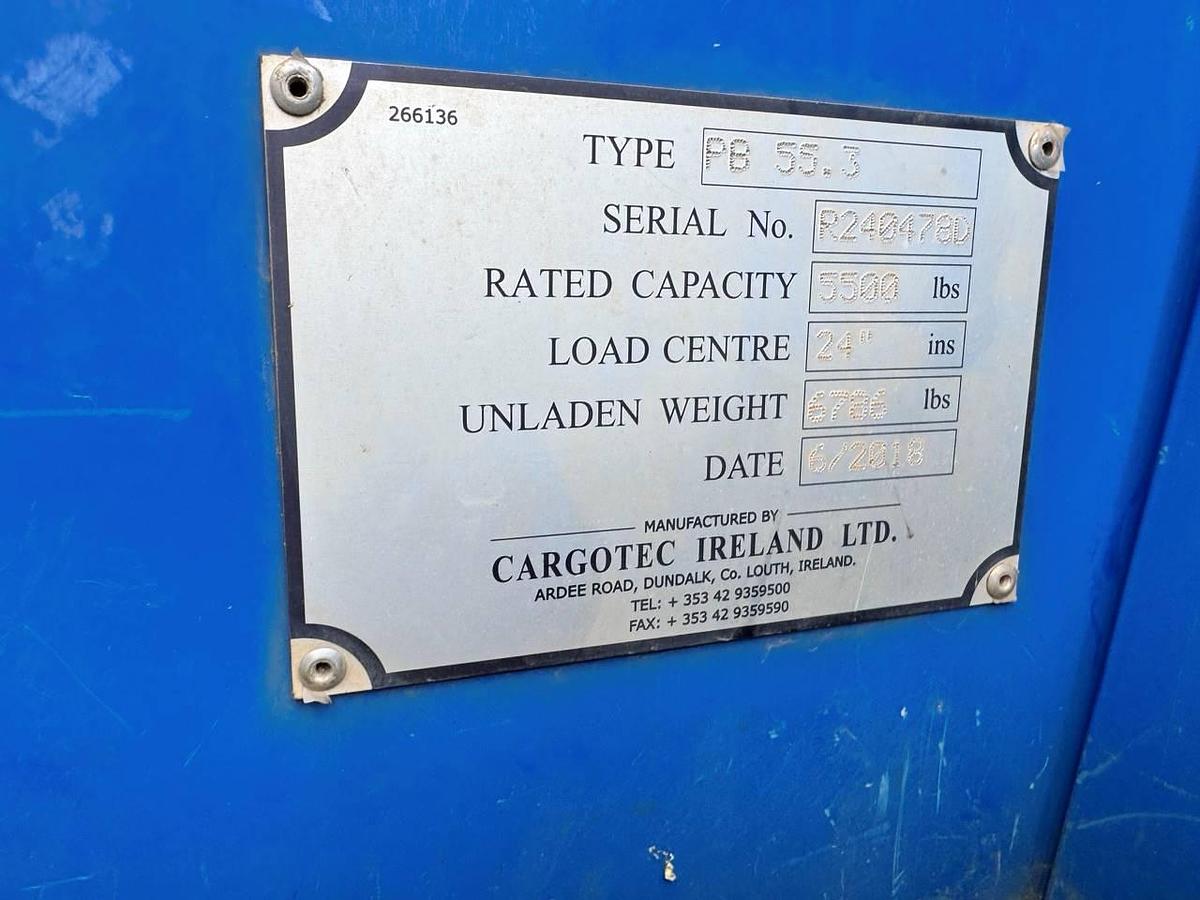 266136
TYPE PB 55.3
SERIAL No. R240478D
RATED CAPACITY 5500 lbs
LOAD CENTRE 24" ins
UNLADEN WEIGHT 6786 lbs
DATE 6/2018
MANUFACTURED BY
CARGOTEC IRELAND LTD.
ARDEE ROAD, DUNDALK, Co. LOUTH, IRELAND.
TEL: + 353 42 9359500
FAX: + 353 42 9359590